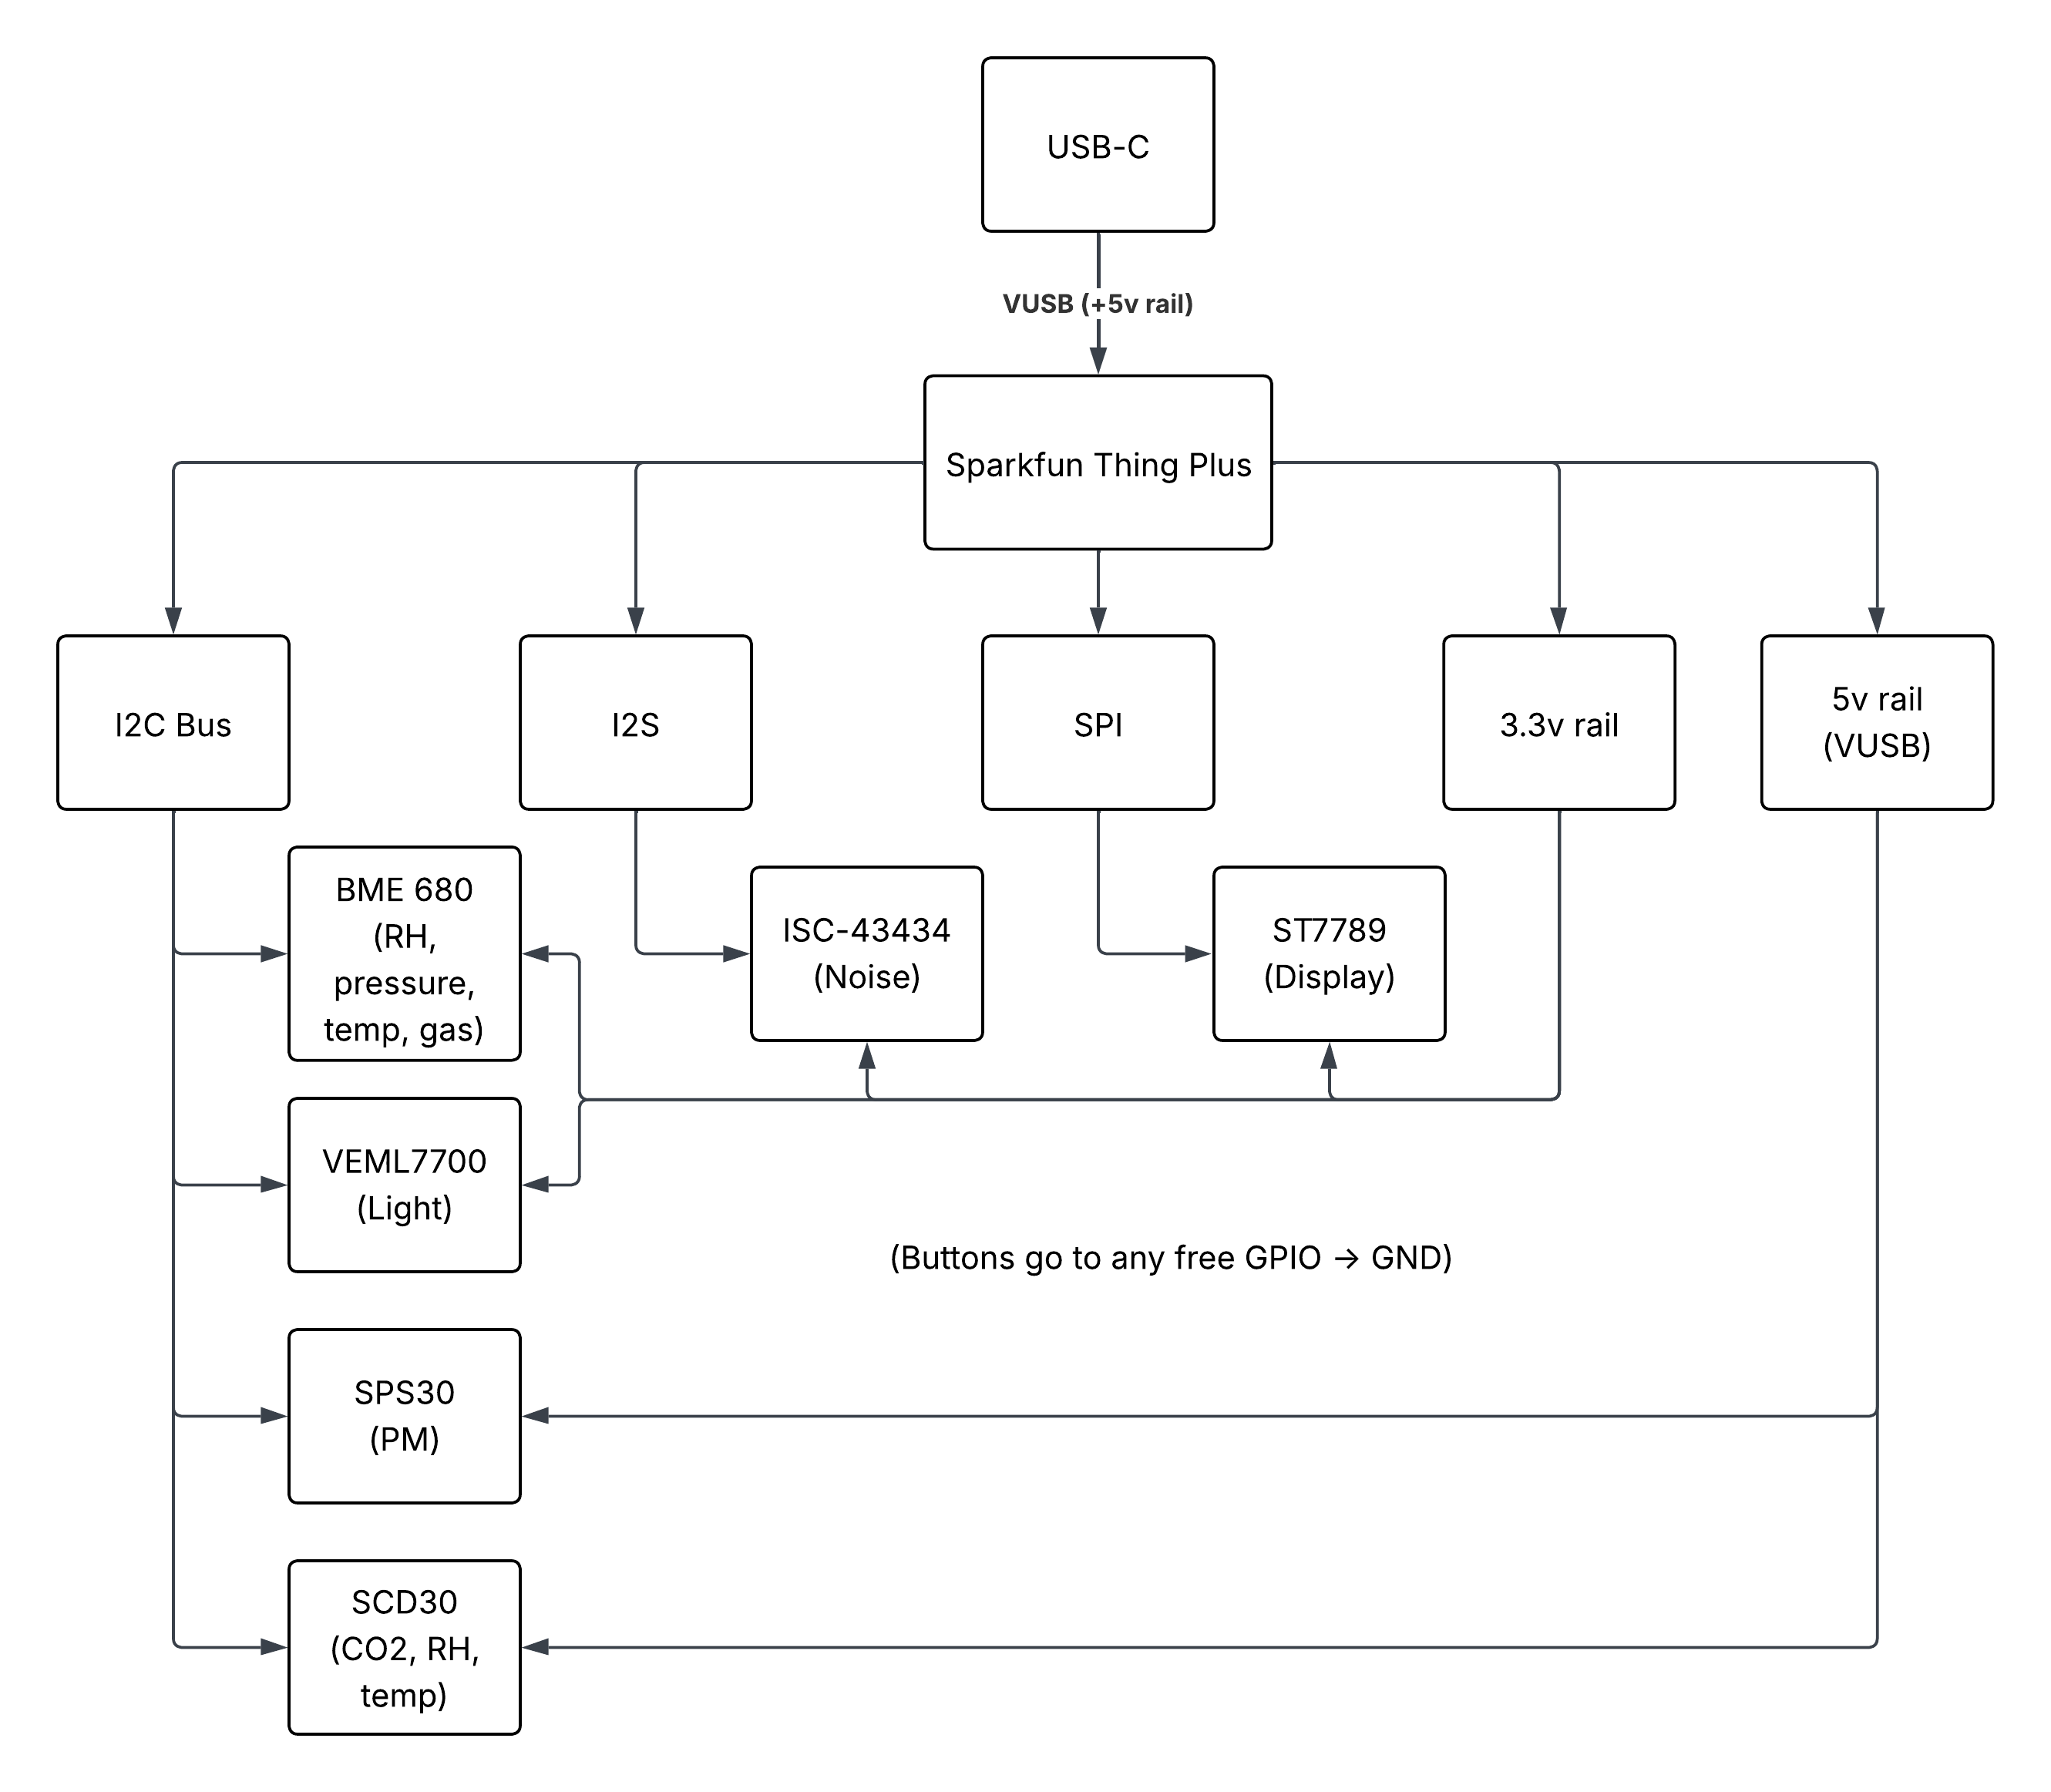 USB-C
VUSB (+5v rail)
Sparkfun Thing Plus
I2C Bus
I2S
SPI
3.3v rail
5v rail
(VUSB)
BME 680
(RH,
pressure,
temp, gas)
ISC-43434
(Noise)
ST7789
(Display)
VEML7700
(Light)
(Buttons go to any free GPIO → GND)
SPS30
(PM)
SCD30
(CO2, RH,
temp)